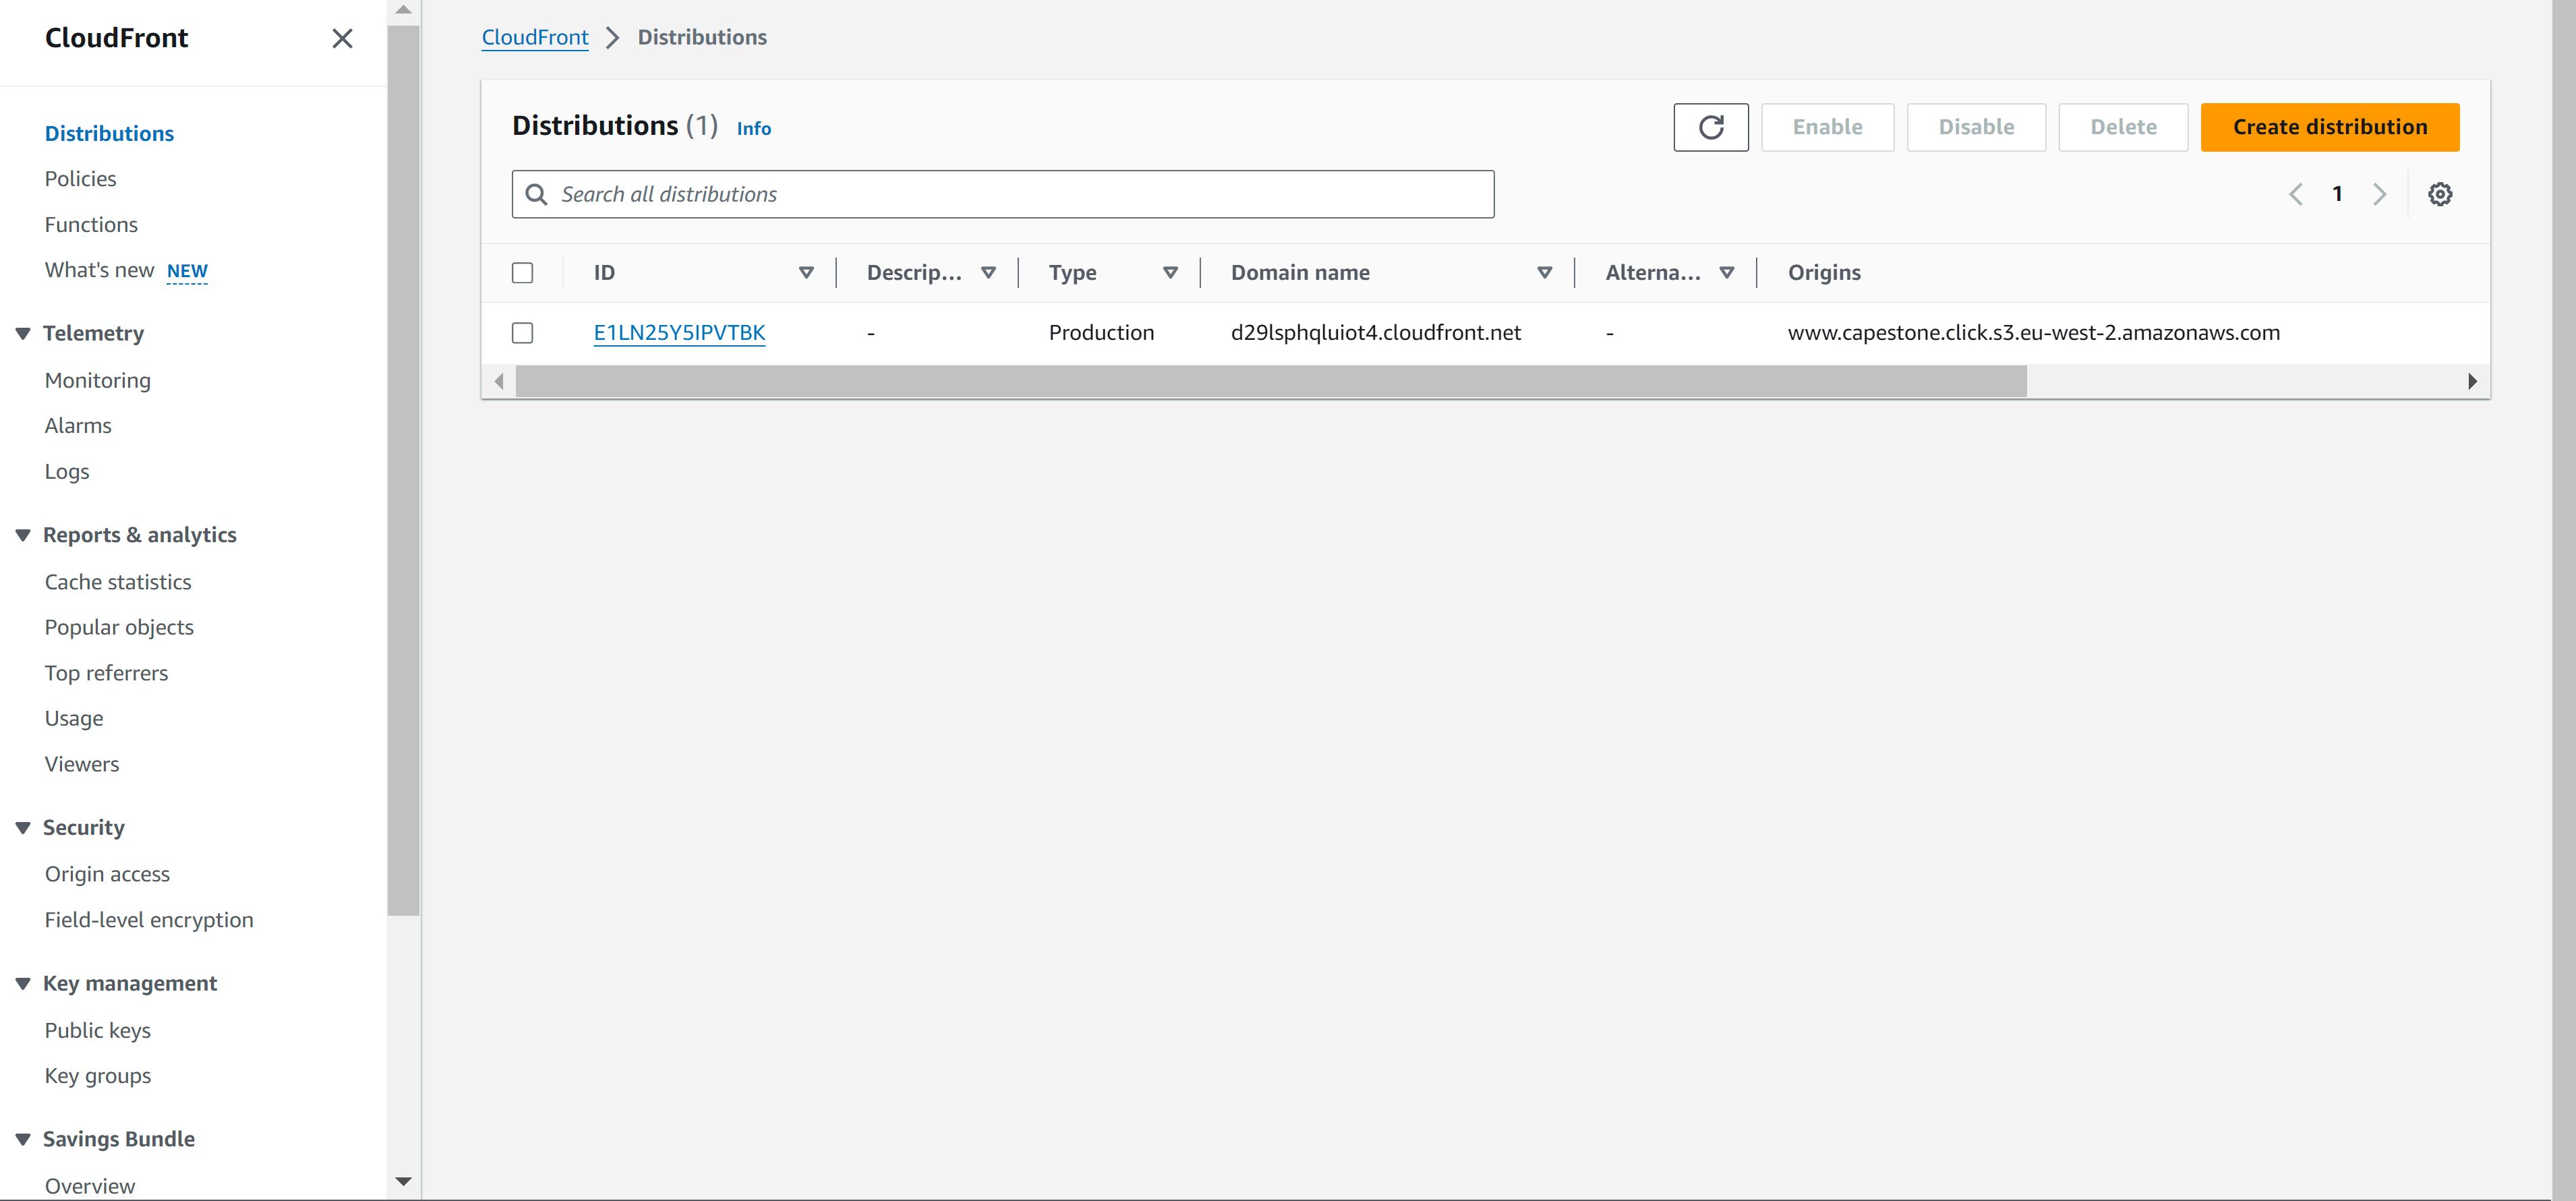 CloudFront
Distributions
Policies
Functions
What's new NEW
Telemetry
Monitoring
Alarms
Logs
Reports & analytics
Cache statistics
Popular objects
Top referrers
Usage
Viewers
Security
Origin access
Field-level encryption
Key management
Public keys
Key groups
Savings Bundle
Overview
CloudFront Distributions
Distributions (1) Info
Enable Disable Delete Create distribution
Search all distributions
1
ID Descrip... Type Domain name Alterna... Origins
E1LN25Y5IPVTBK - Production d29lsphqluiot4.cloudfront.net - www.capestone.click.s3.eu-west-2.amazonaws.com